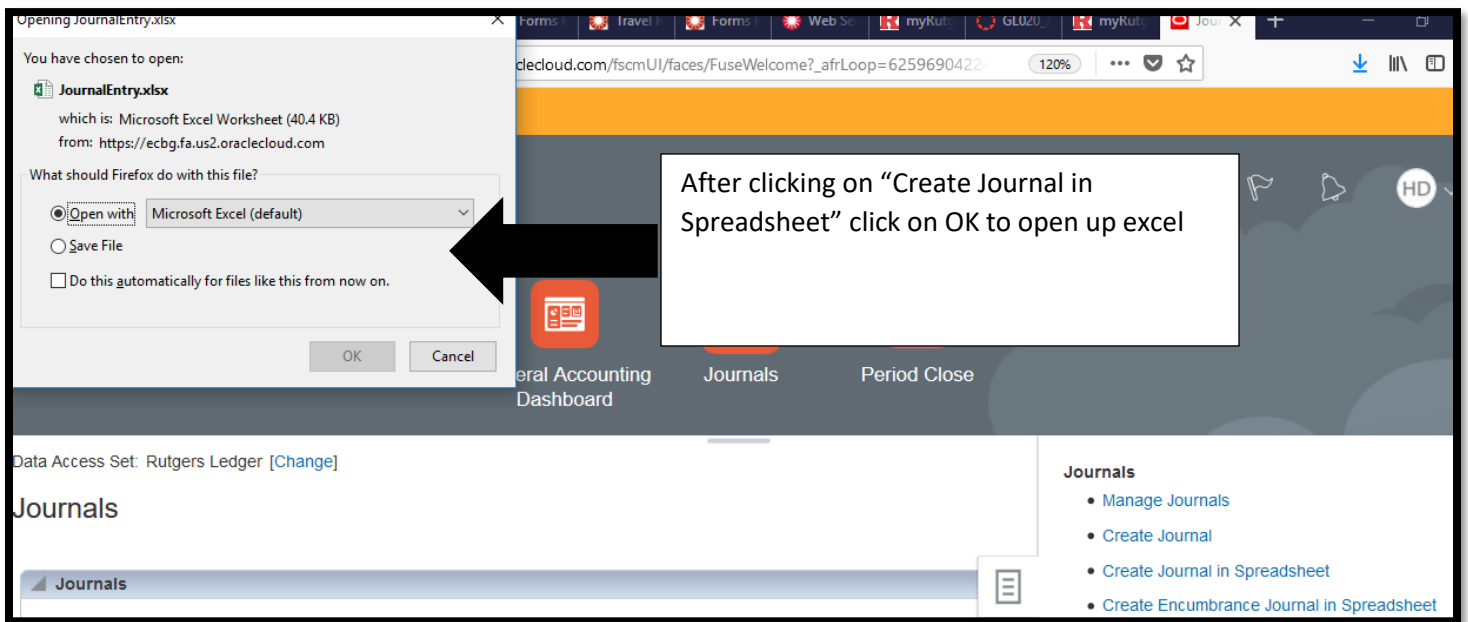 Opening JournalEntry.xlsx
Forms
Travel R
Forms
Web Se
myRutg
GL020_
myRutg
Jour
You have chosen to open:
JournalEntry.xlsx
which is: Microsoft Excel Worksheet (40.4 KB)
from: https://ecbg.fa.us2.oraclecloud.com
What should Firefox do with this file?
Open with
Microsoft Excel (default)
Save File
Do this automatically for files like this from now on.
OK
Cancel
clecloud.com/fscmUI/faces/FuseWelcome?_afrLoop=6259690422
120%
After clicking on “Create Journal in
Spreadsheet” click on OK to open up excel
HD
eral Accounting
Dashboard
Journals
Period Close
Data Access Set: Rutgers Ledger [Change]
Journals
Journals
Journals
• Manage Journals
• Create Journal
• Create Journal in Spreadsheet
• Create Encumbrance Journal in Spreadsheet